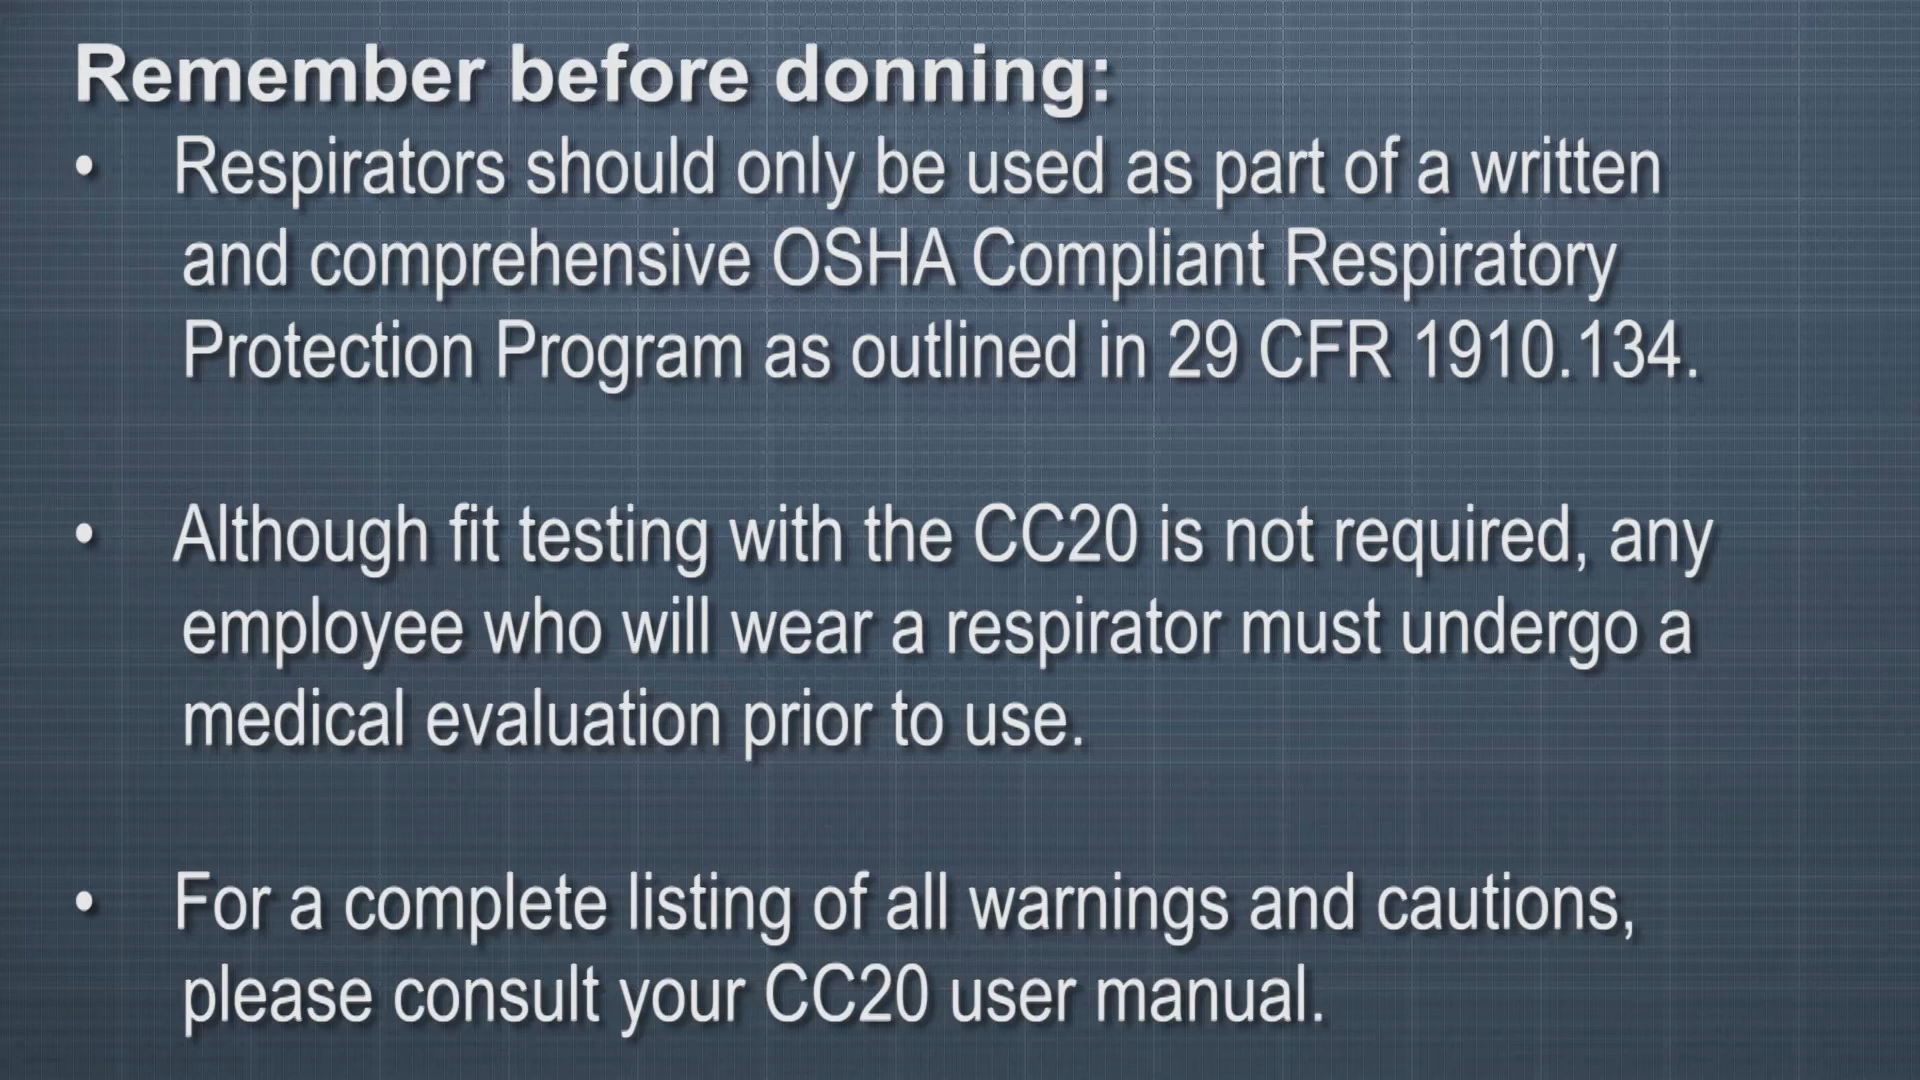 Remember before donning:
• Respirators should only be used as part of a written
and comprehensive OSHA Compliant Respiratory
Protection Program as outlined in 29 CFR 1910.134.
• Although fit testing with the CC20 is not required, any
employee who will wear a respirator must undergo a
medical evaluation prior to use.
• For a complete listing of all warnings and cautions,
please consult your CC20 user manual.